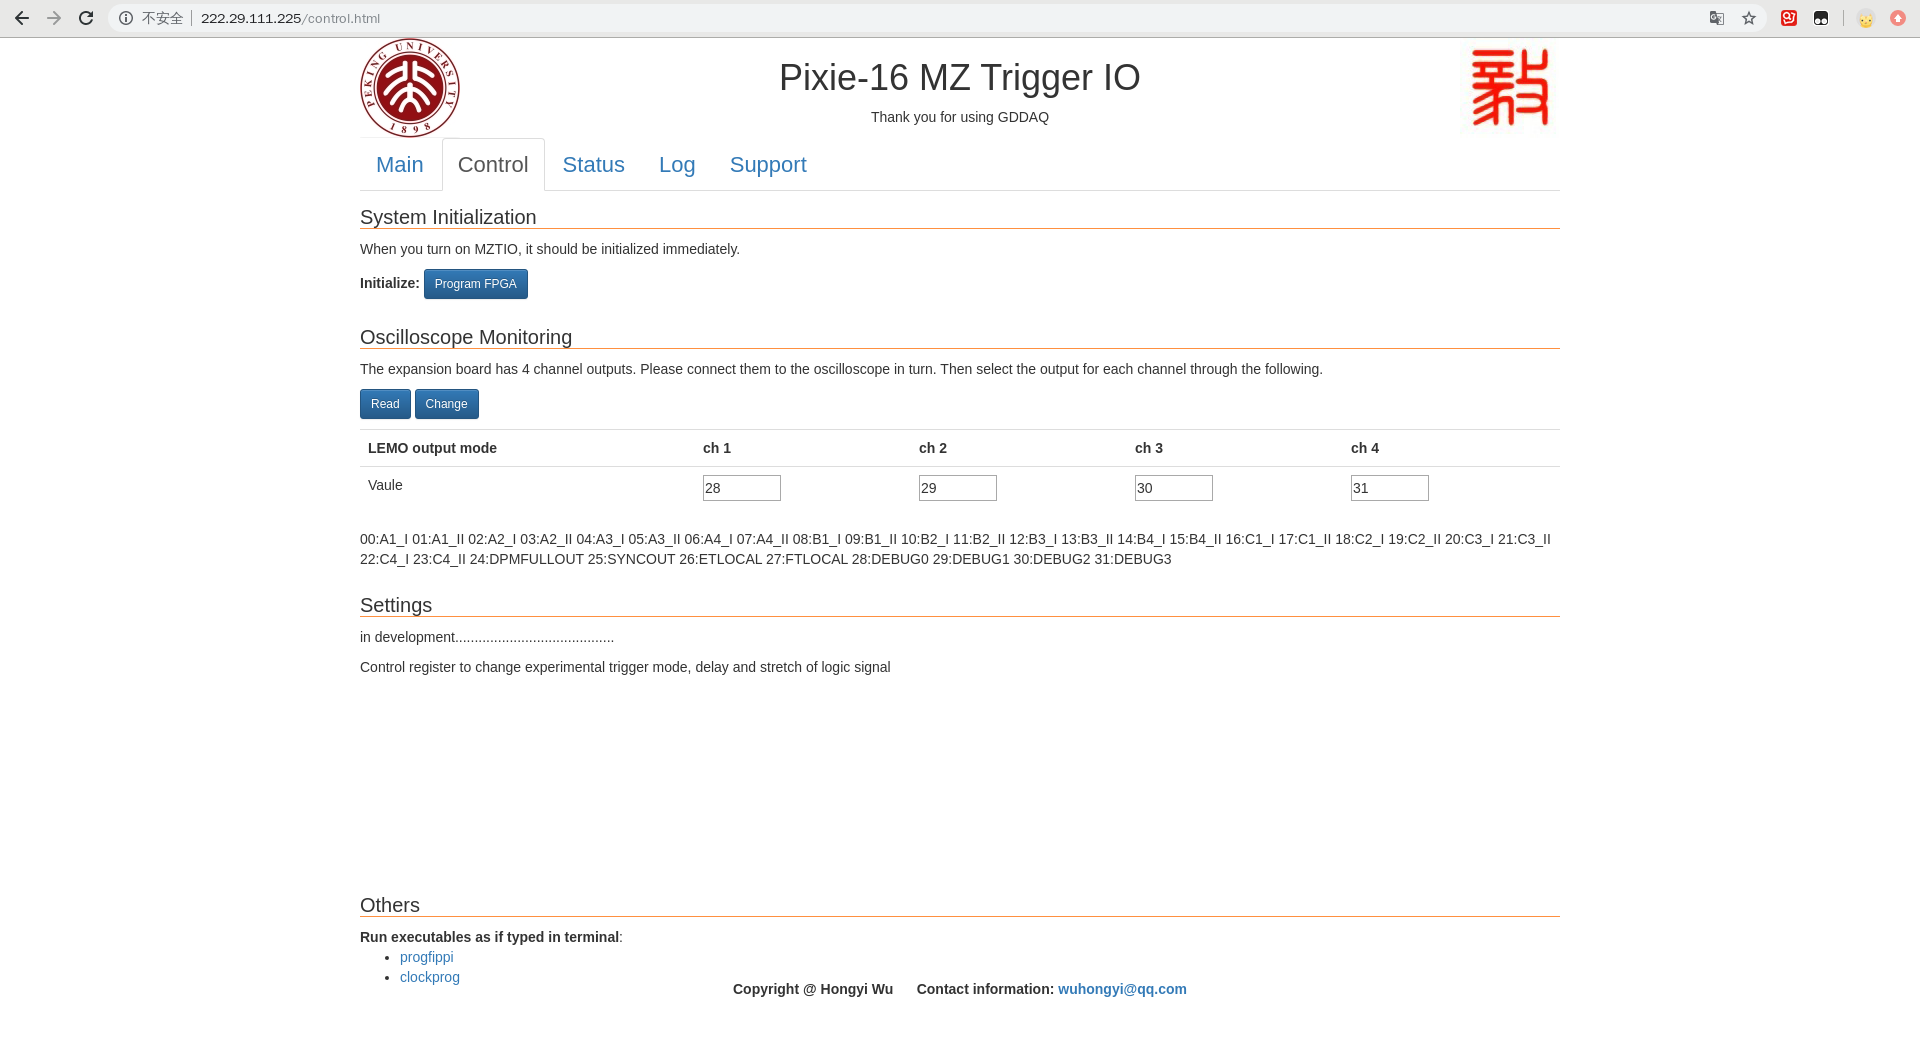 不安全 222.29.111.225/control.html
PEKING UNIVERSITY
1898
Pixie-16 MZ Trigger IO
毅
Thank you for using GDDAQ
Main Control Status Log Support
System Initialization
When you turn on MZTIO, it should be initialized immediately.
Initialize: Program FPGA
Oscilloscope Monitoring
The expansion board has 4 channel outputs. Please connect them to the oscilloscope in turn. Then select the output for each channel through the following.
Read Change
LEMO output mode ch 1 ch 2 ch 3 ch 4
Vaule 28 29 30 31
00:A1_I 01:A1_II 02:A2_I 03:A2_II 04:A3_I 05:A3_II 06:A4_I 07:A4_II 08:B1_I 09:B1_II 10:B2_I 11:B2_II 12:B3_I 13:B3_II 14:B4_I 15:B4_II 16:C1_I 17:C1_II 18:C2_I 19:C2_II 20:C3_I 21:C3_II
22:C4_I 23:C4_II 24:DPMFULLOUT 25:SYNCOUT 26:ETLOCAL 27:FTLOCAL 28:DEBUG0 29:DEBUG1 30:DEBUG2 31:DEBUG3
Settings
in development.........................................
Control register to change experimental trigger mode, delay and stretch of logic signal
Others
Run executables as if typed in terminal:
progfippi
clockprog
Copyright @ Hongyi Wu Contact information: wuhongyi@qq.com